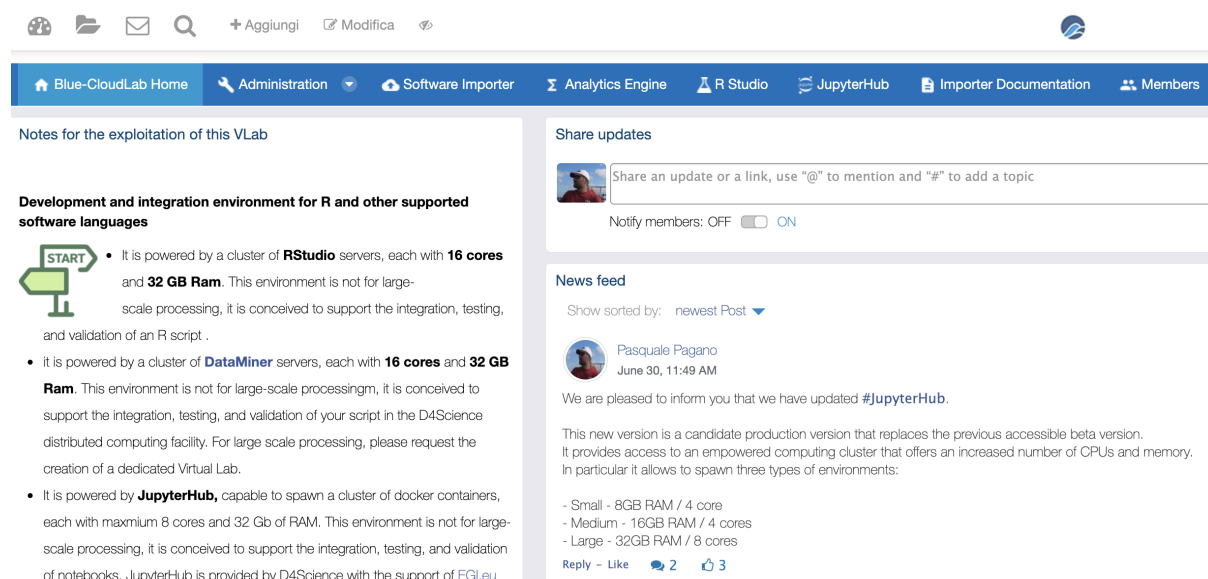 Aggiungi
Modifica
Blue-CloudLab Home
Administration
Software Importer
Analytics Engine
R Studio
JupyterHub
Importer Documentation
Members
Notes for the exploitation of this VLab
Development and integration environment for R and other supported
software languages
START
• It is powered by a cluster of RStudio servers, each with 16 cores
and 32 GB Ram. This environment is not for large-
scale processing, it is conceived to support the integration, testing,
and validation of an R script .
• it is powered by a cluster of DataMiner servers, each with 16 cores and 32 GB
Ram. This environment is not for large-scale processingm, it is conceived to
support the integration, testing, and validation of your script in the D4Science
distributed computing facility. For large scale processing, please request the
creation of a dedicated Virtual Lab.
• It is powered by JupyterHub, capable to spawn a cluster of docker containers,
each with maxmium 8 cores and 32 Gb of RAM. This environment is not for large-
scale processing, it is conceived to support the integration, testing, and validation
of notebooks. JupyterHub is provided by D4Science with the support of EGI.eu
Share updates
Share an update or a link, use “@” to mention and “#” to add a topic
Notify members: OFF ON
News feed
Show sorted by: newest Post
Pasquale Pagano
June 30, 11:49 AM
We are pleased to inform you that we have updated #JupyterHub.
This new version is a candidate production version that replaces the previous accessible beta version.
It provides access to an empowered computing cluster that offers an increased number of CPUs and memory.
In particular it allows to spawn three types of environments:
- Small - 8GB RAM / 4 core
- Medium - 16GB RAM / 4 cores
- Large - 32GB RAM / 8 cores
Reply – Like 2 3